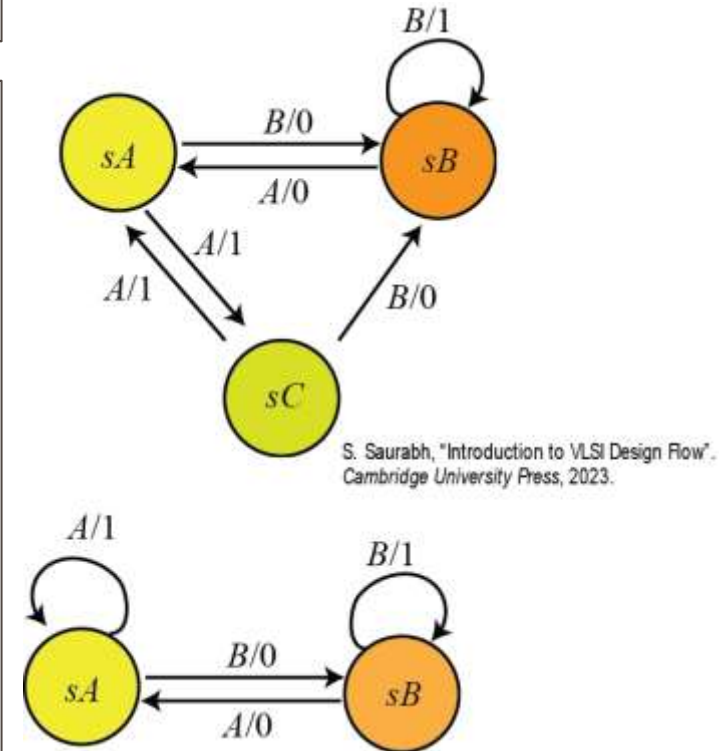 B/1
B/0
sA
sB
A/0
A/1
A/1
B/0
sC
S. Saurabh, "Introduction to VLSI Design Flow".
Cambridge University Press, 2023.
A/1
B/1
B/0
sA
sB
A/0